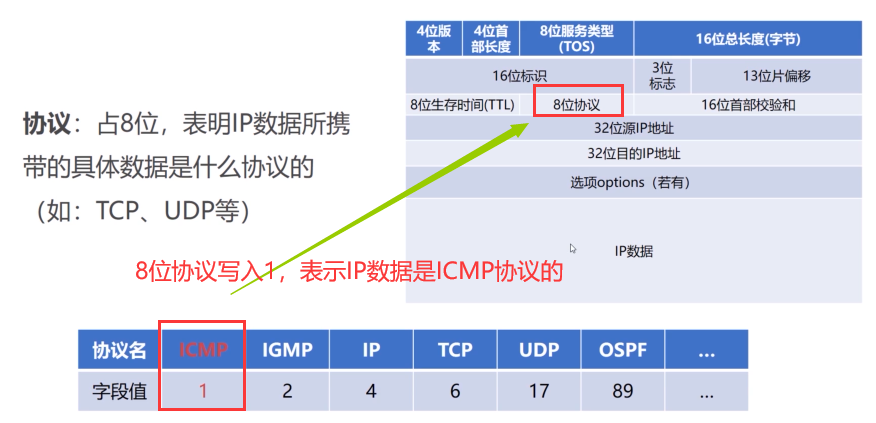 4位版本 4位首部长度 8位服务类型(TOS) 16位总长度(字节)
16位标识 3位标志 13位片偏移
8位生存时间(TTL) 8位协议 16位首部校验和
32位源IP地址
32位目的IP地址
选项options（若有）
IP数据
协议：占8位，表明IP数据所携
带的具体数据是什么协议的
（如：TCP、UDP等）
8位协议写入1，表示IP数据是ICMP协议的
协议名 ICMP IGMP IP TCP UDP OSPF ...
字段值 1 2 4 6 17 89 ...